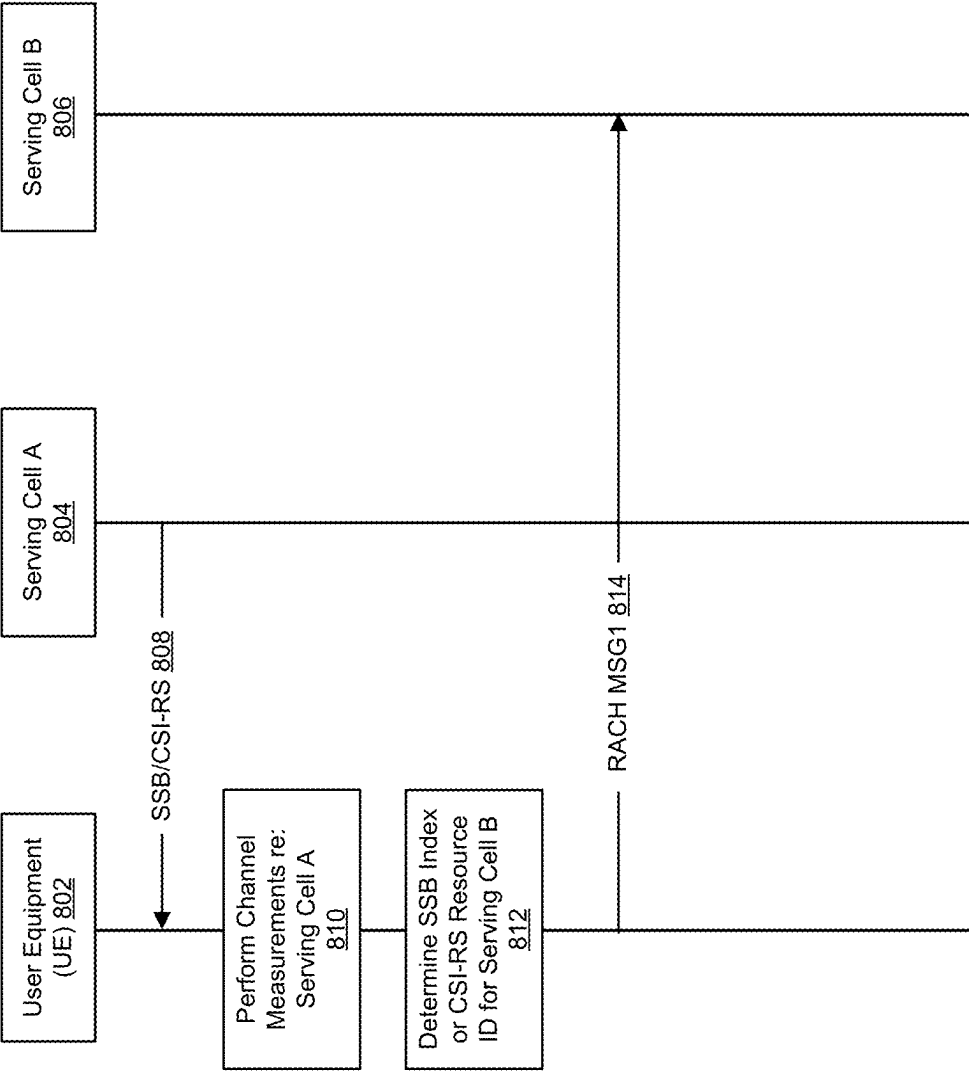 User Equipment
(UE) 802
Serving Cell A
804
Serving Cell B
806
SSB/CSI-RS 808
Perform Channel
Measurements re:
Serving Cell A
810
Determine SSB Index
or CSI-RS Resource
ID for Serving Cell B
812
RACH MSG1 814